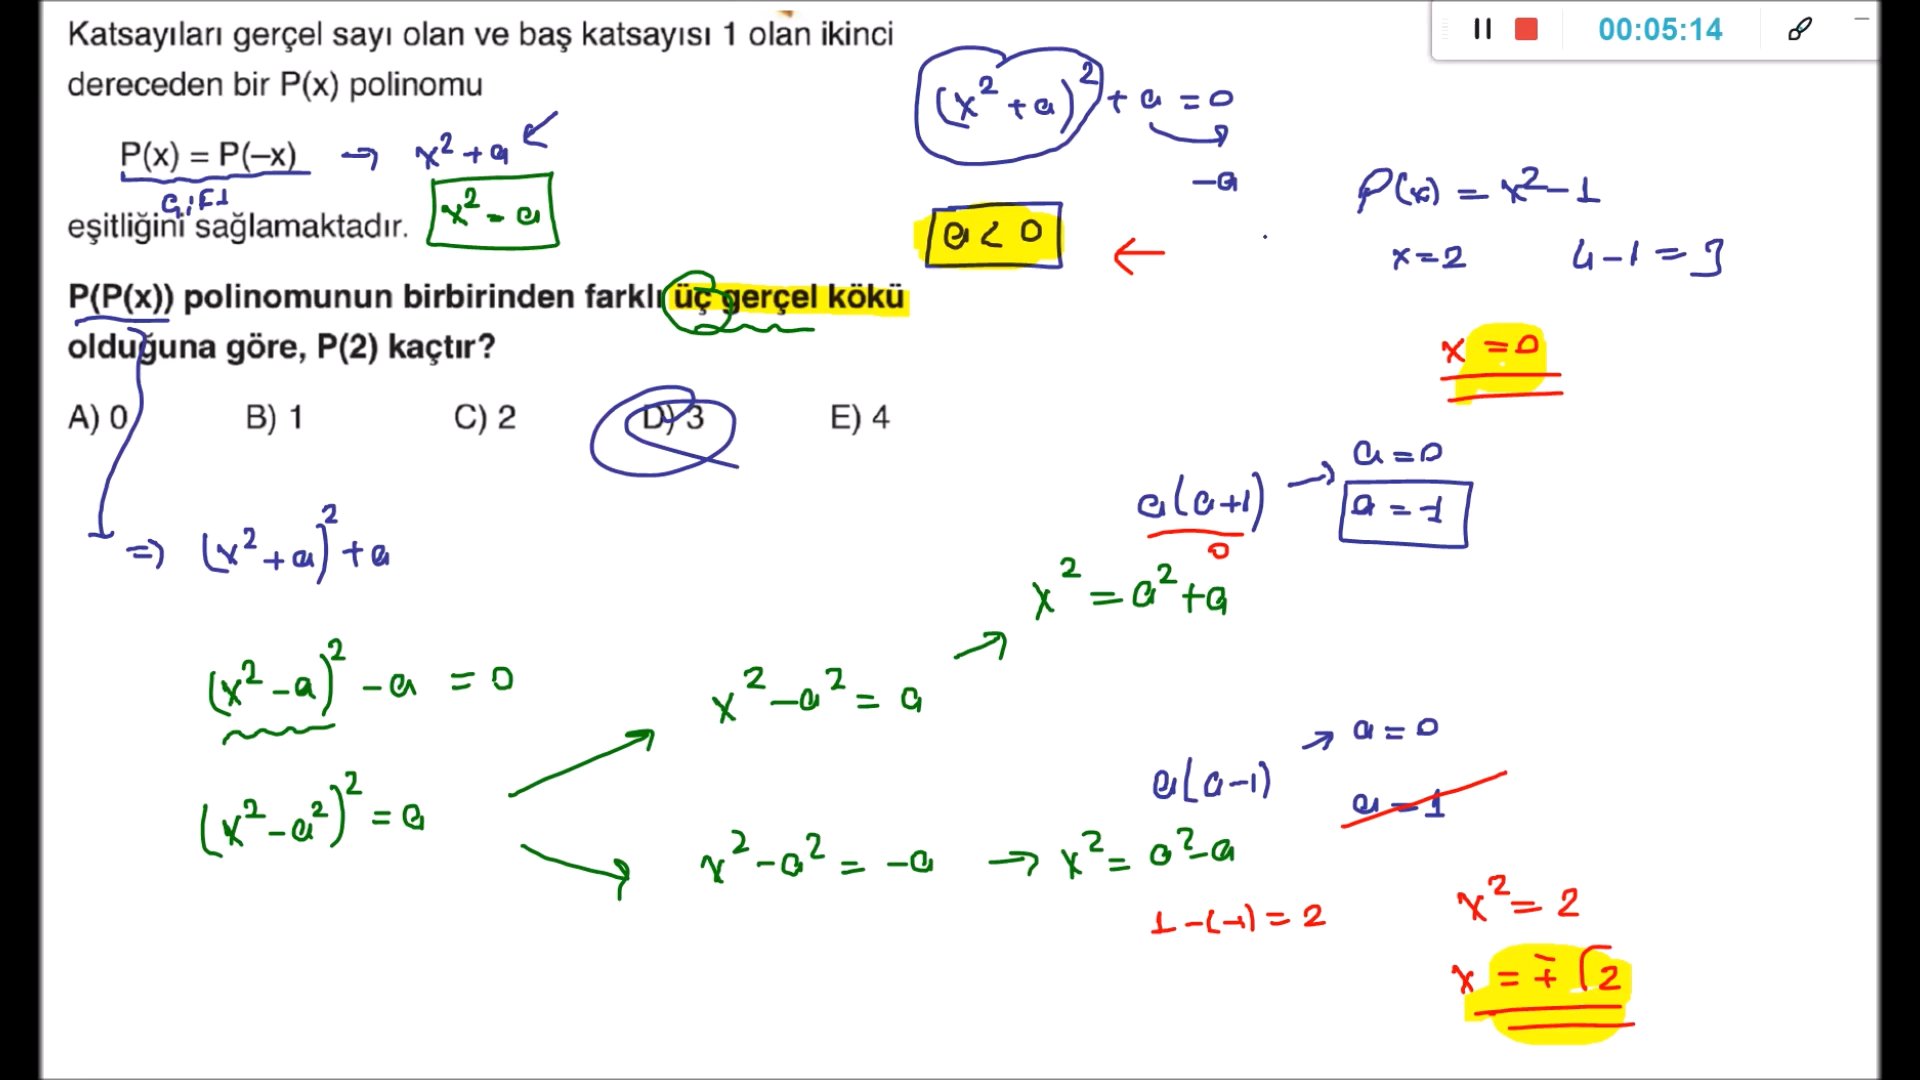 Katsayıları gerçel sayı olan ve baş katsayısı 1 olan ikinci
dereceden bir P(x) polinomu
P(x) = P(–x) → x² + a
x² - a
eşitliğini sağlamaktadır.
P(P(x)) polinomunun birbirinden farklı üç gerçel kökü
olduğuna göre, P(2) kaçtır?
A) 0 B) 1 C) 2 D) 3 E) 4
⇒ (x² + a)² + a
(x² - a)² - a = 0
(x² - a²)² = a
x² - a² = a
x² - a² = -a → x² = a² - a
1 - (-1) = 2
(x² + a)² + a = 0
-a
a < 0
a(a+1) → a = 0
a = -1
0
x² = a² + a
a(a-1) → a = 0
a = 1
P(x) = x² - 1
x = 2 4 - 1 = 3
x = 0
x² = 2
x = ∓ √2
00:05:14